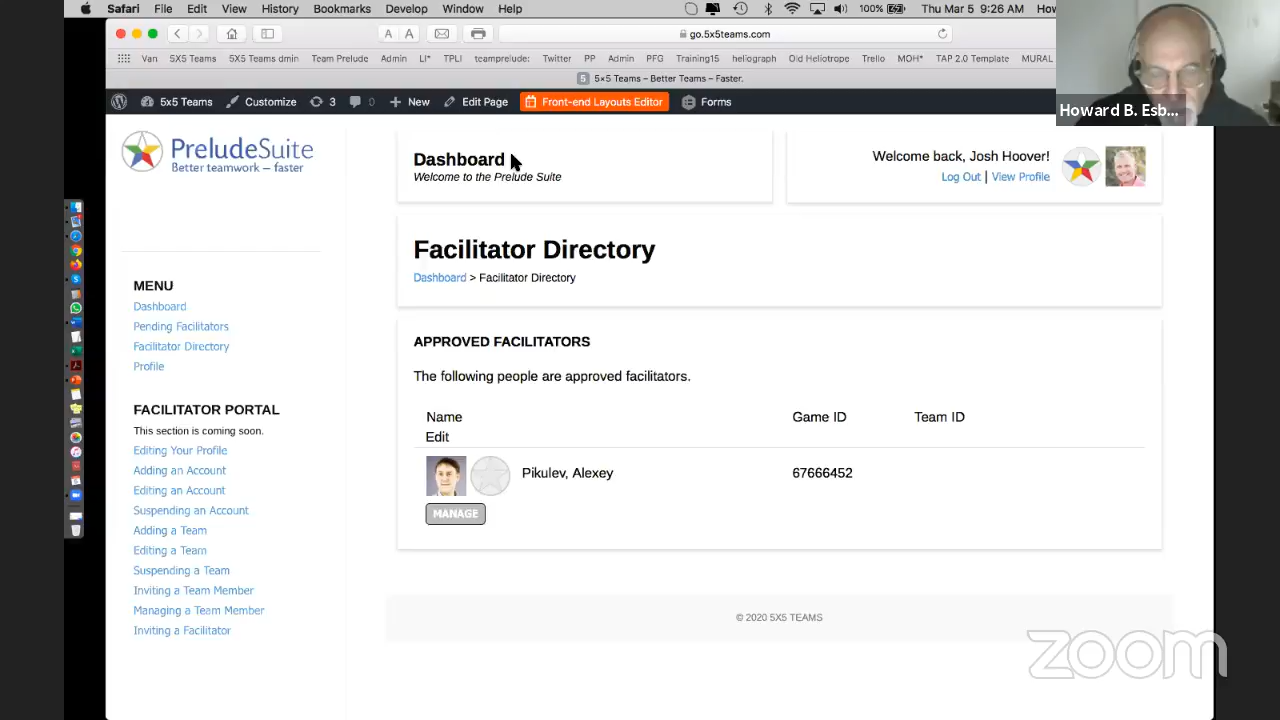 Safari File Edit View History Bookmarks Develop Window Help 100% Thu Mar 5 9:26 AM How
A A go.5x5teams.com
Van 5X5 Teams 5X5 Teams dmin Team Prelude Admin LI* TPLI teamprelude: Twitter PP Admin PFG Training15 heliograph Old Heliotrope Trello MOH* TAP 2.0 Template MURAL
5 5×5 Teams – Better Teams – Faster.
5x5 Teams Customize 3 0 New Edit Page Front-end Layouts Editor Forms
Howard B. Esb...
PreludeSuite
Better teamwork – faster
Dashboard
Welcome to the Prelude Suite
Welcome back, Josh Hoover!
Log Out | View Profile
Facilitator Directory
Dashboard > Facilitator Directory
MENU
Dashboard
Pending Facilitators
Facilitator Directory
Profile
FACILITATOR PORTAL
This section is coming soon.
Editing Your Profile
Adding an Account
Editing an Account
Suspending an Account
Adding a Team
Editing a Team
Suspending a Team
Inviting a Team Member
Managing a Team Member
Inviting a Facilitator
APPROVED FACILITATORS
The following people are approved facilitators.
Name Game ID Team ID
Edit
Pikulev, Alexey 67666452
MANAGE
© 2020 5X5 TEAMS
zoom